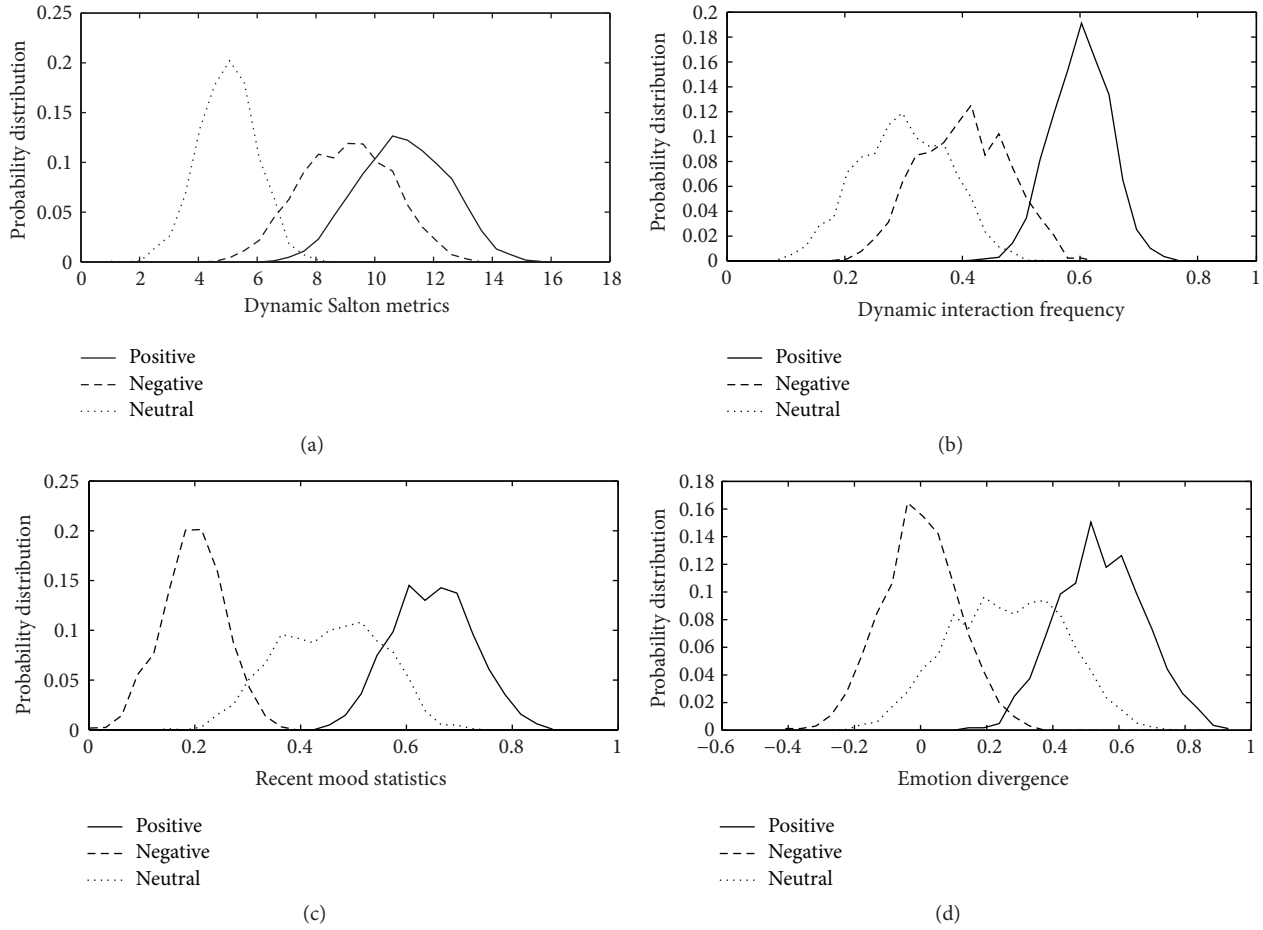 0.25
0.2
0.15
0.1
0.05
0
Probability distribution
0 2 4 6 8 10 12 14 16 18
Dynamic Salton metrics
Positive
Negative
Neutral
(a)
0.2
0.18
0.16
0.14
0.12
0.1
0.08
0.06
0.04
0.02
0
Probability distribution
0 0.2 0.4 0.6 0.8 1
Dynamic interaction frequency
Positive
Negative
Neutral
(b)
0.25
0.2
0.15
0.1
0.05
0
Probability distribution
0 0.2 0.4 0.6 0.8 1
Recent mood statistics
Positive
Negative
Neutral
(c)
0.18
0.16
0.14
0.12
0.1
0.08
0.06
0.04
0.02
0
Probability distribution
−0.6 −0.4 −0.2 0 0.2 0.4 0.6 0.8 1
Emotion divergence
Positive
Negative
Neutral
(d)